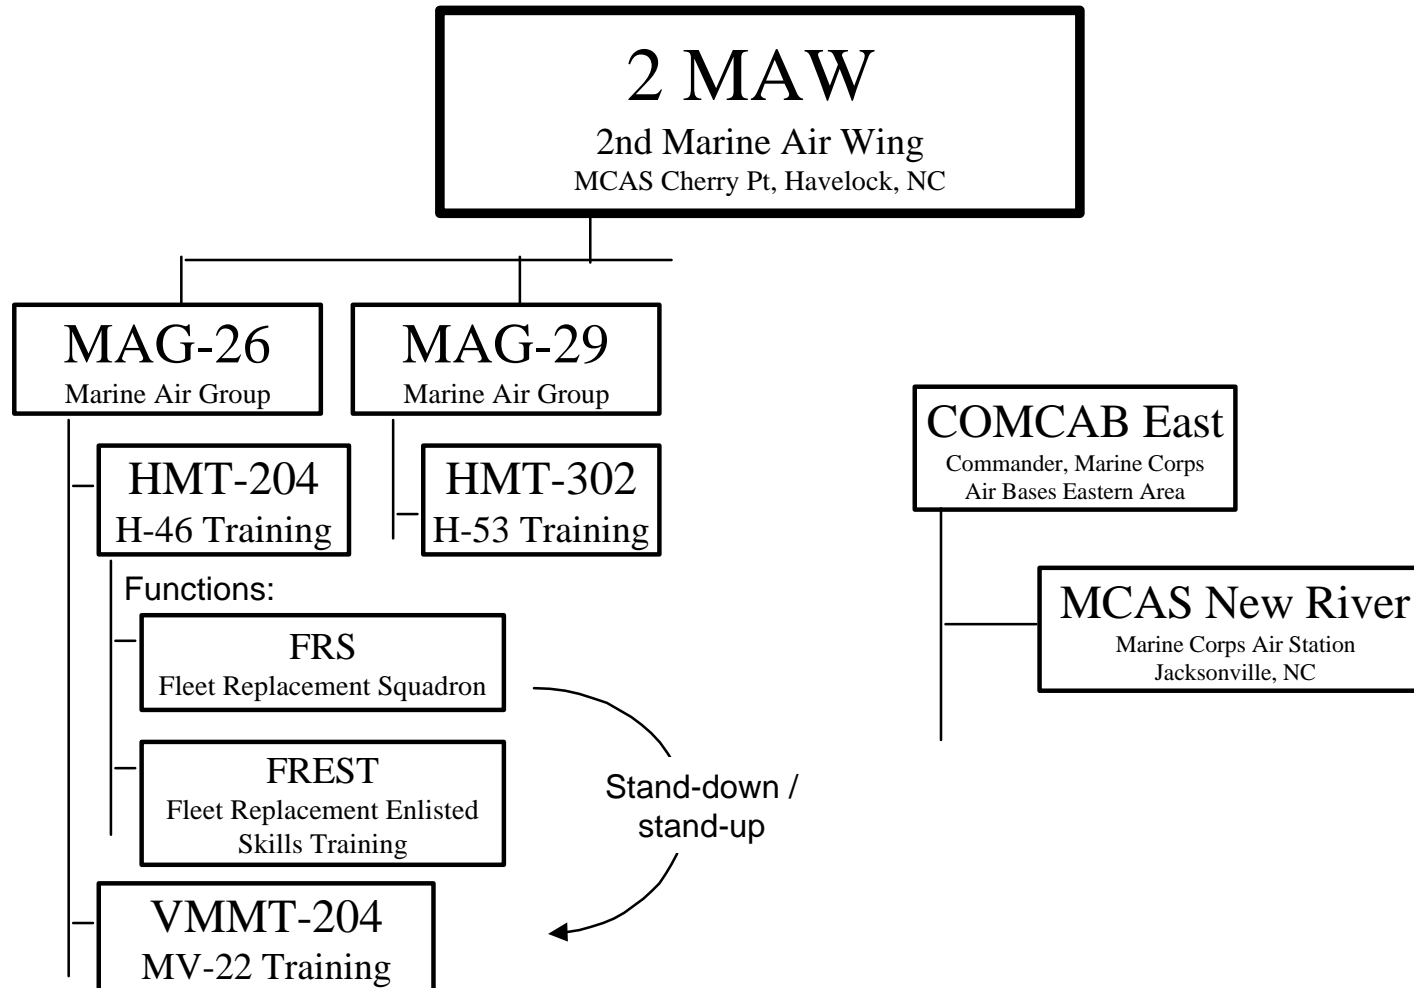 2 MAW
2nd Marine Air Wing
MCAS Cherry Pt, Havelock, NC
MAG-26
Marine Air Group
MAG-29
Marine Air Group
HMT-204
H-46 Training
HMT-302
H-53 Training
Functions:
FRS
Fleet Replacement Squadron
FREST
Fleet Replacement Enlisted
Skills Training
Stand-down /
stand-up
VMMT-204
MV-22 Training
COMCAB East
Commander, Marine Corps
Air Bases Eastern Area
MCAS New River
Marine Corps Air Station
Jacksonville, NC